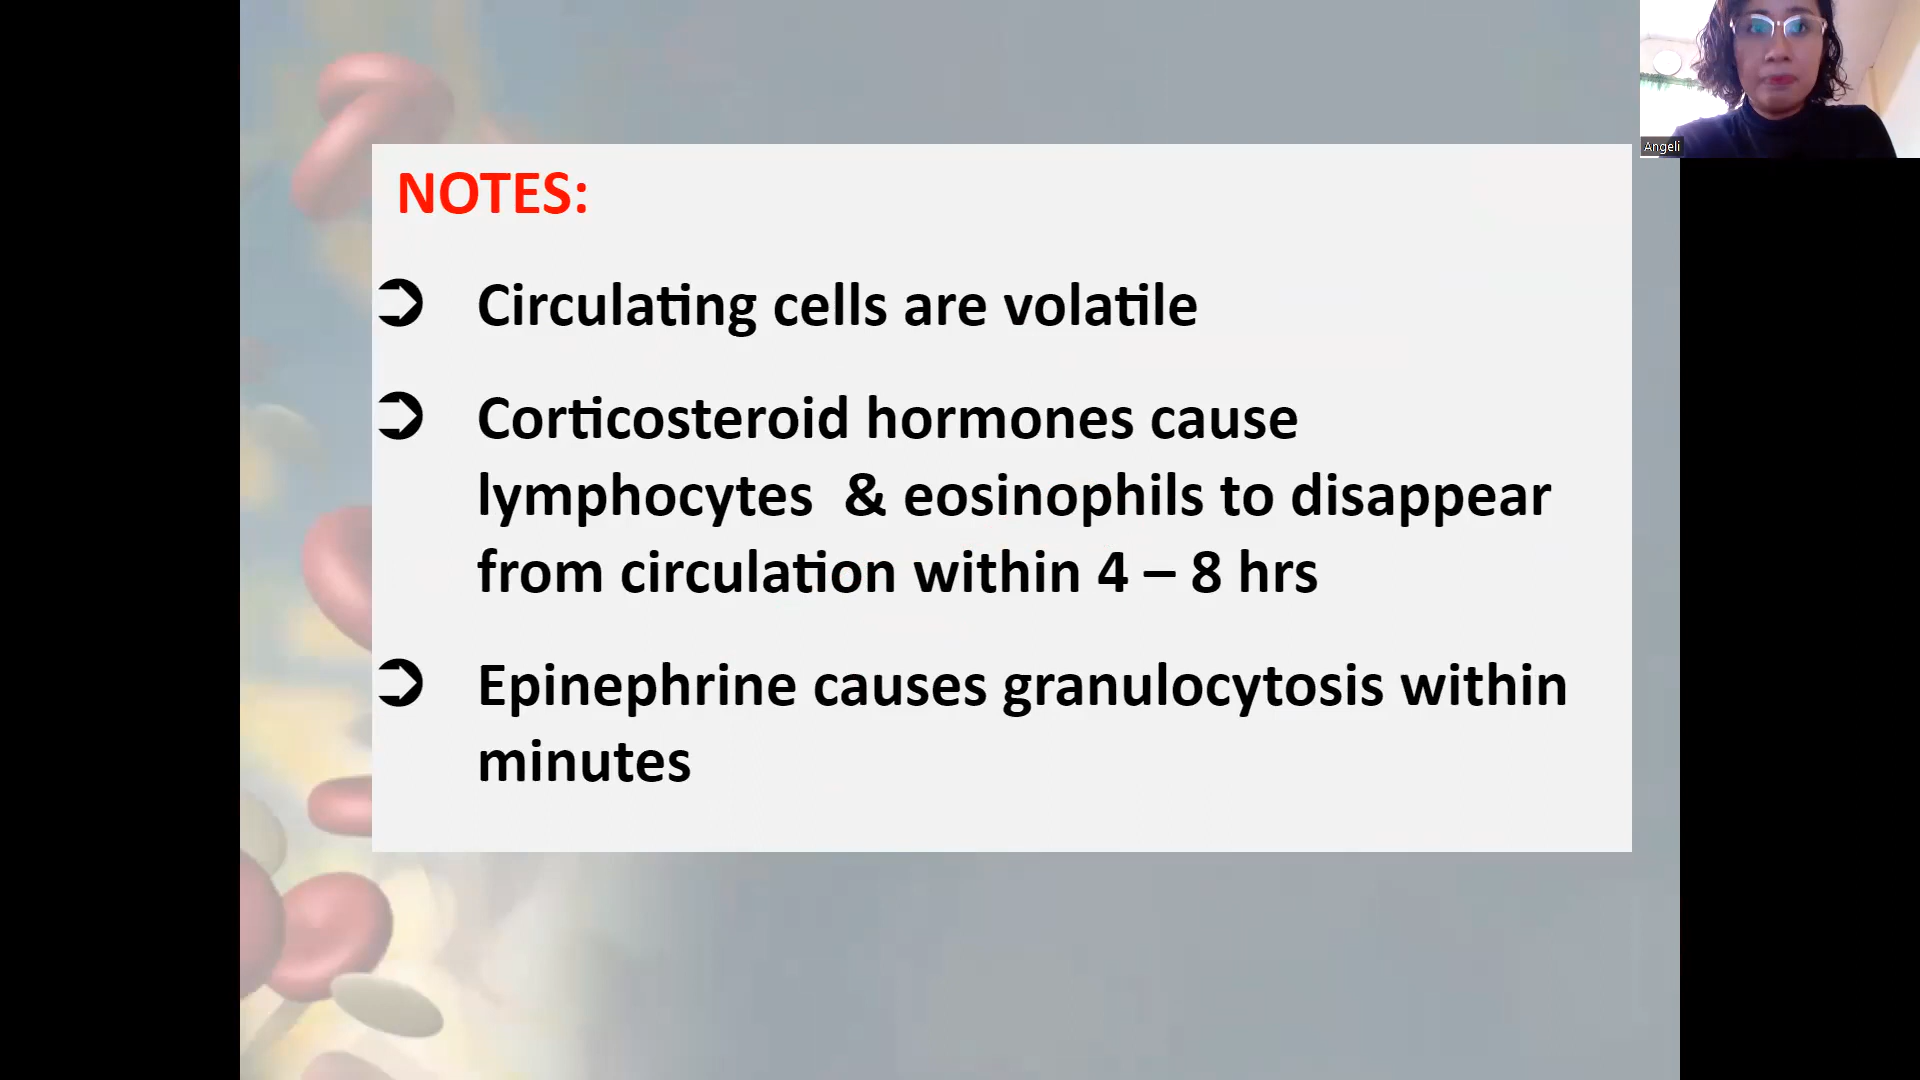 Angeli
NOTES:
➲ Circulating cells are volatile
➲ Corticosteroid hormones cause
lymphocytes & eosinophils to disappear
from circulation within 4 – 8 hrs
➲ Epinephrine causes granulocytosis within
minutes